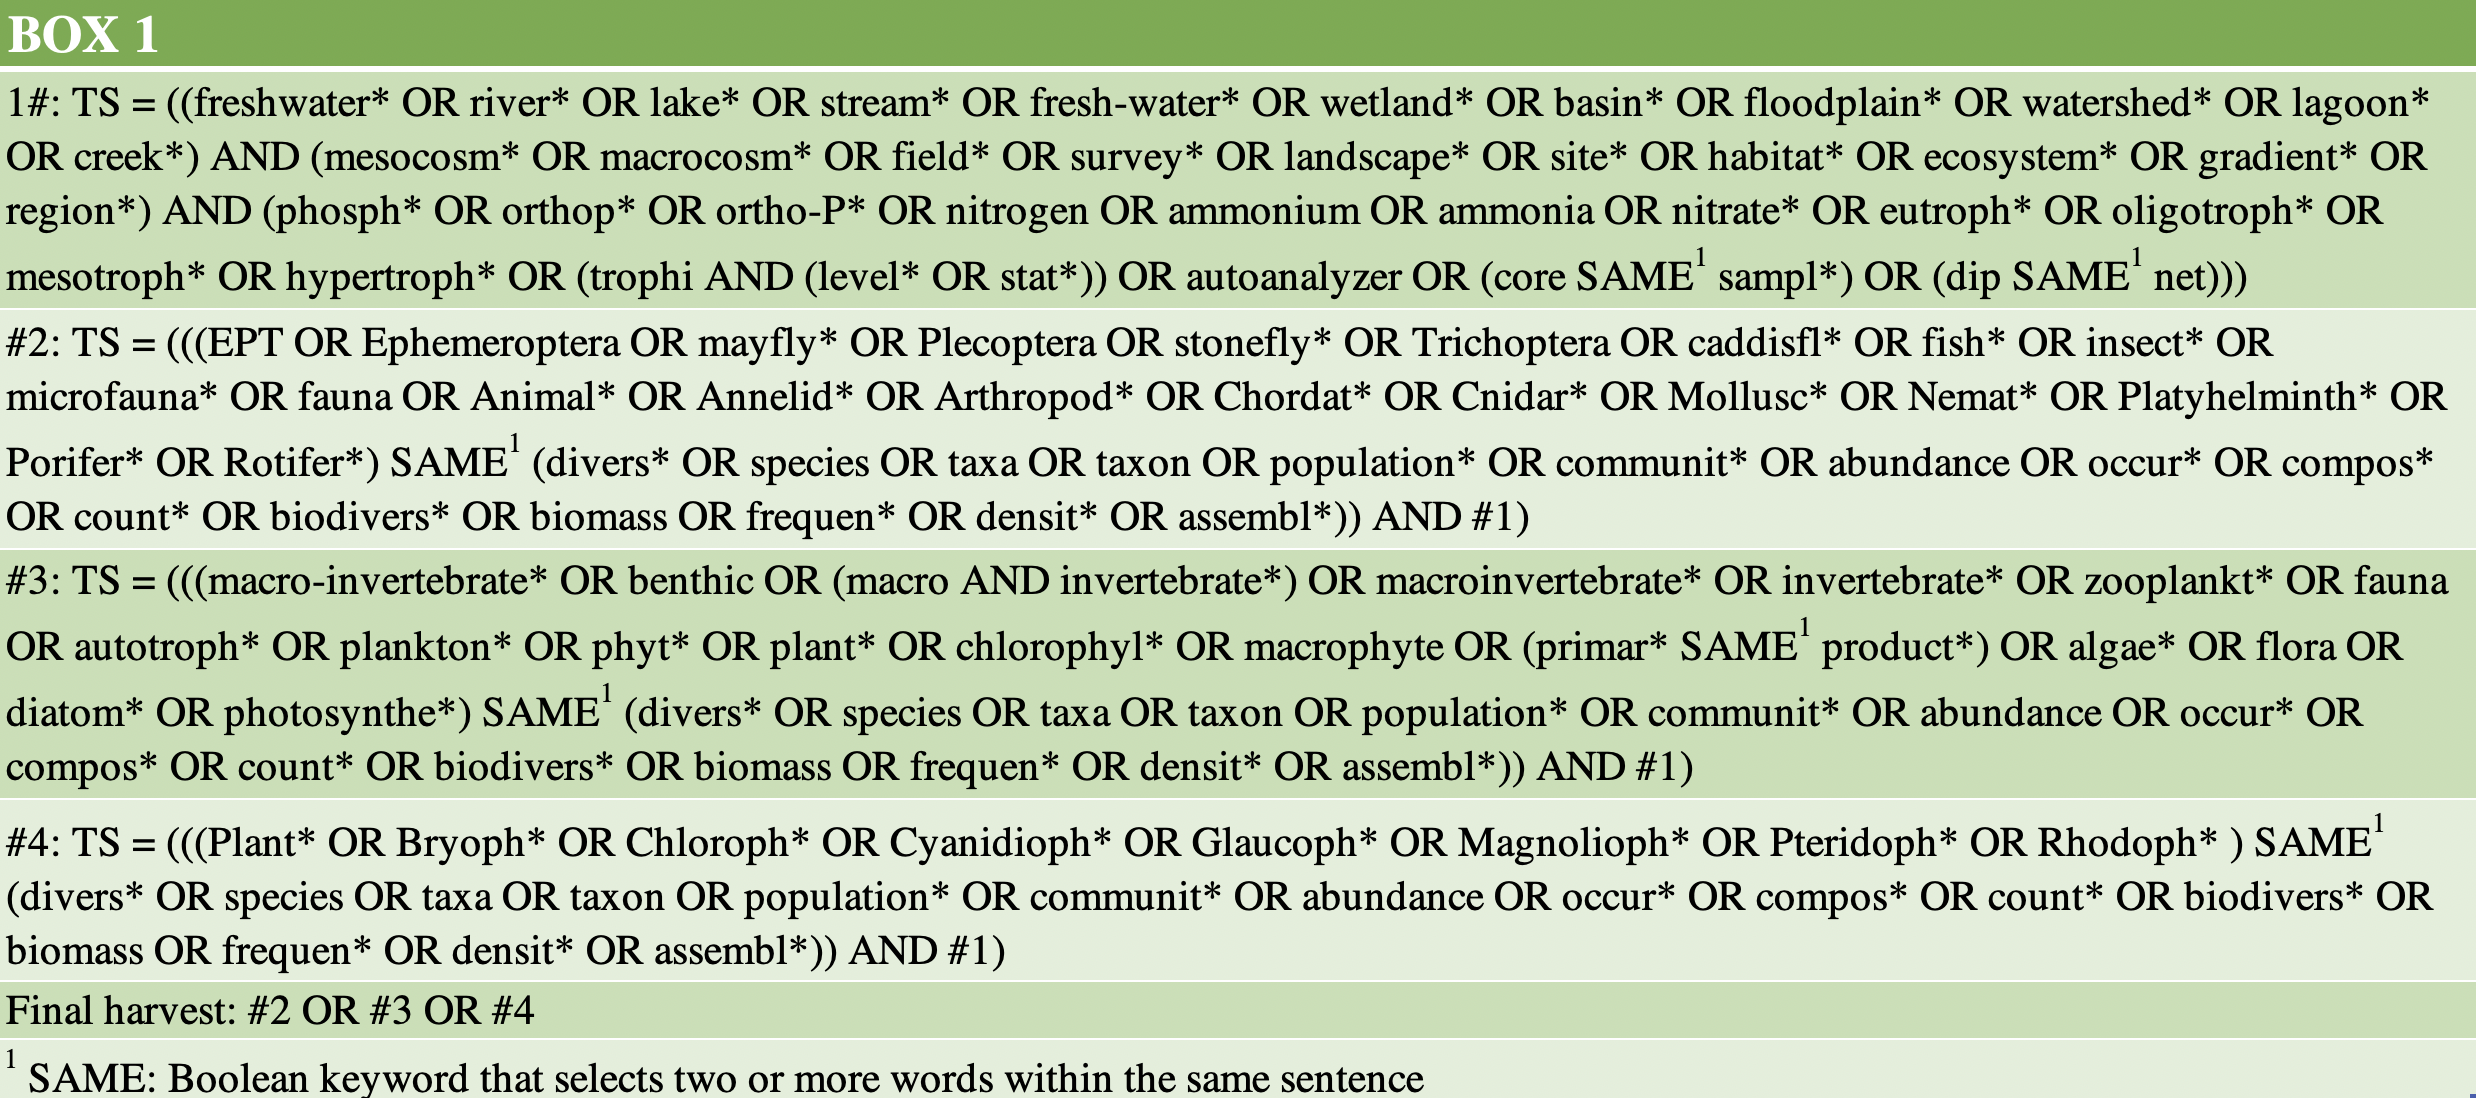 BOX 1
1#: TS = ((freshwater* OR river* OR lake* OR stream* OR fresh-water* OR wetland* OR basin* OR floodplain* OR watershed* OR lagoon*
OR creek*) AND (mesocosm* OR macrocosm* OR field* OR survey* OR landscape* OR site* OR habitat* OR ecosystem* OR gradient* OR
region*) AND (phosph* OR orthop* OR ortho-P* OR nitrogen OR ammonium OR ammonia OR nitrate* OR eutroph* OR oligotroph* OR
mesotroph* OR hypertroph* OR (trophi AND (level* OR stat*)) OR autoanalyzer OR (core SAME1 sampl*) OR (dip SAME1 net)))
#2: TS = (((EPT OR Ephemeroptera OR mayfly* OR Plecoptera OR stonefly* OR Trichoptera OR caddisfl* OR fish* OR insect* OR
microfauna* OR fauna OR Animal* OR Annelid* OR Arthropod* OR Chordat* OR Cnidar* OR Mollusc* OR Nemat* OR Platyhelminth* OR
Porifer* OR Rotifer*) SAME1 (divers* OR species OR taxa OR taxon OR population* OR communit* OR abundance OR occur* OR compos*
OR count* OR biodivers* OR biomass OR frequen* OR densit* OR assembl*)) AND #1)
#3: TS = (((macro-invertebrate* OR benthic OR (macro AND invertebrate*) OR macroinvertebrate* OR invertebrate* OR zooplankt* OR fauna
OR autotroph* OR plankton* OR phyt* OR plant* OR chlorophyl* OR macrophyte OR (primar* SAME1 product*) OR algae* OR flora OR
diatom* OR photosynthe*) SAME1 (divers* OR species OR taxa OR taxon OR population* OR communit* OR abundance OR occur* OR
compos* OR count* OR biodivers* OR biomass OR frequen* OR densit* OR assembl*)) AND #1)
#4: TS = (((Plant* OR Bryoph* OR Chloroph* OR Cyanidioph* OR Glaucoph* OR Magnolioph* OR Pteridoph* OR Rhodoph* ) SAME1
(divers* OR species OR taxa OR taxon OR population* OR communit* OR abundance OR occur* OR compos* OR count* OR biodivers* OR
biomass OR frequen* OR densit* OR assembl*)) AND #1)
Final harvest: #2 OR #3 OR #4
1 SAME: Boolean keyword that selects two or more words within the same sentence